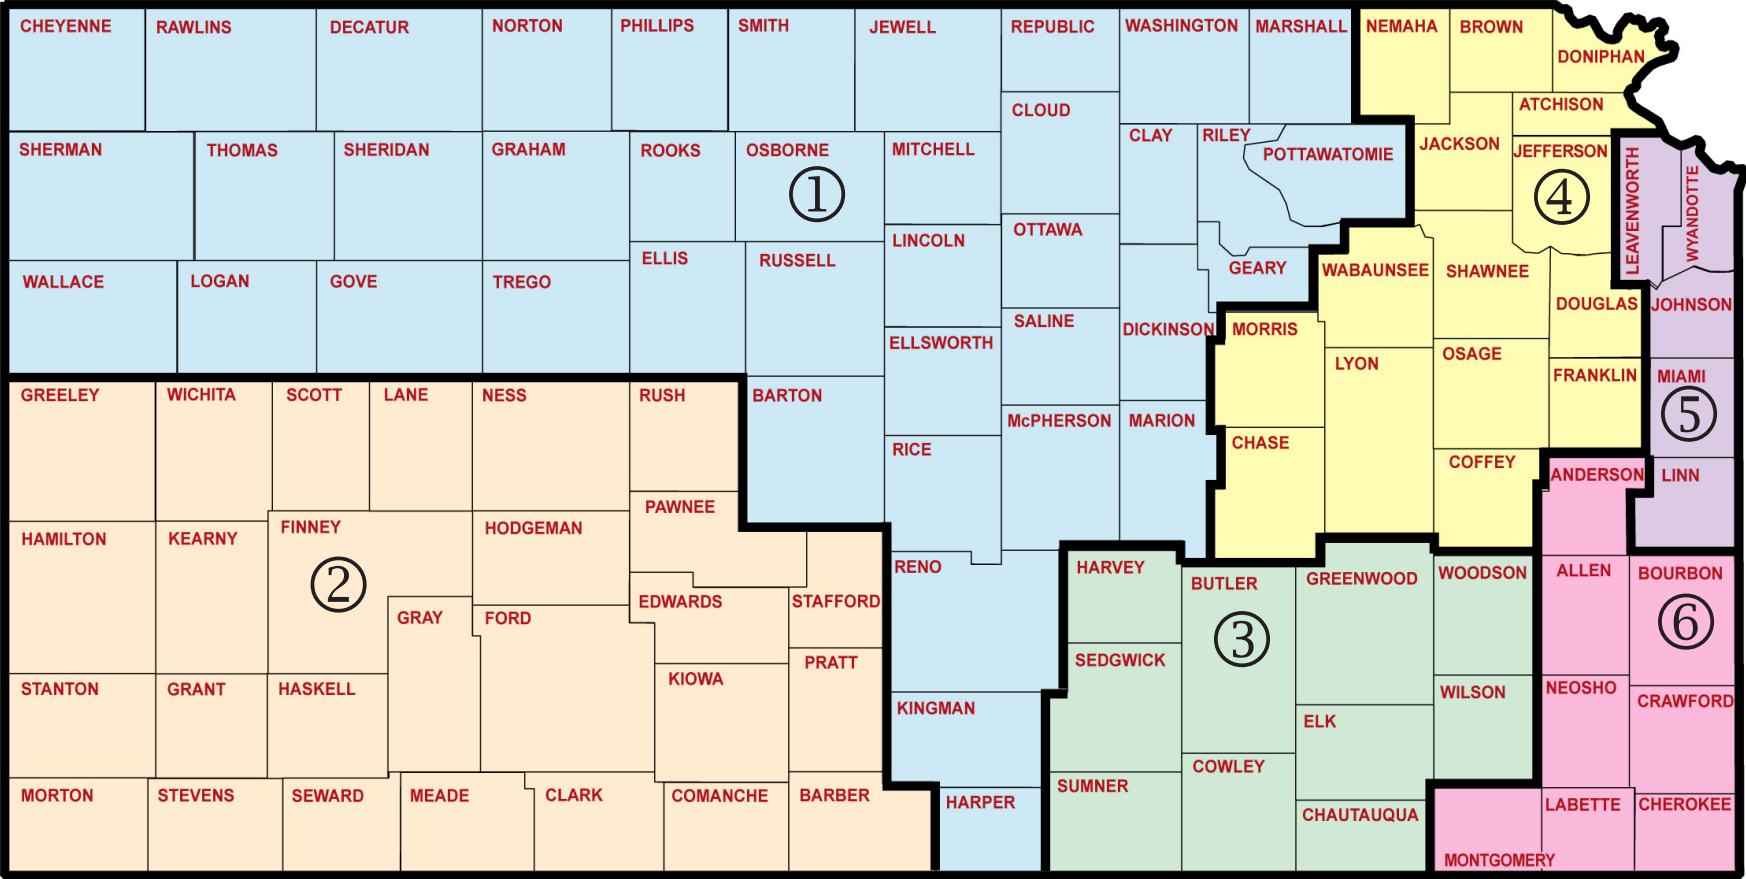 CHEYENNE
RAWLINS
DECATUR
NORTON
PHILLIPS
SMITH
JEWELL
REPUBLIC
WASHINGTON
MARSHALL
NEMAHA
BROWN
DONIPHAN
ATCHISON
CLOUD
CLAY
RILEY
POTTAWATOMIE
JACKSON
JEFFERSON
LEAVENWORTH
WYANDOTTE
SHERMAN
THOMAS
SHERIDAN
GRAHAM
ROOKS
OSBORNE
MITCHELL
1
4
OTTAWA
LINCOLN
ELLIS
RUSSELL
GEARY
WABAUNSEE
SHAWNEE
DOUGLAS
JOHNSON
WALLACE
LOGAN
GOVE
TREGO
ELLSWORTH
SALINE
DICKINSON
MORRIS
LYON
OSAGE
FRANKLIN
MIAMI
5
GREELEY
WICHITA
SCOTT
LANE
NESS
RUSH
BARTON
RICE
McPHERSON
MARION
CHASE
COFFEY
ANDERSON
LINN
PAWNEE
HAMILTON
KEARNY
FINNEY
HODGEMAN
2
RENO
HARVEY
BUTLER
GREENWOOD
WOODSON
ALLEN
BOURBON
6
GRAY
FORD
EDWARDS
STAFFORD
3
SEDGWICK
PRATT
KIOWA
STANTON
GRANT
HASKELL
KINGMAN
ELK
WILSON
NEOSHO
CRAWFORD
COWLEY
SUMNER
MORTON
STEVENS
SEWARD
MEADE
CLARK
COMANCHE
BARBER
HARPER
CHAUTAUQUA
MONTGOMERY
LABETTE
CHEROKEE